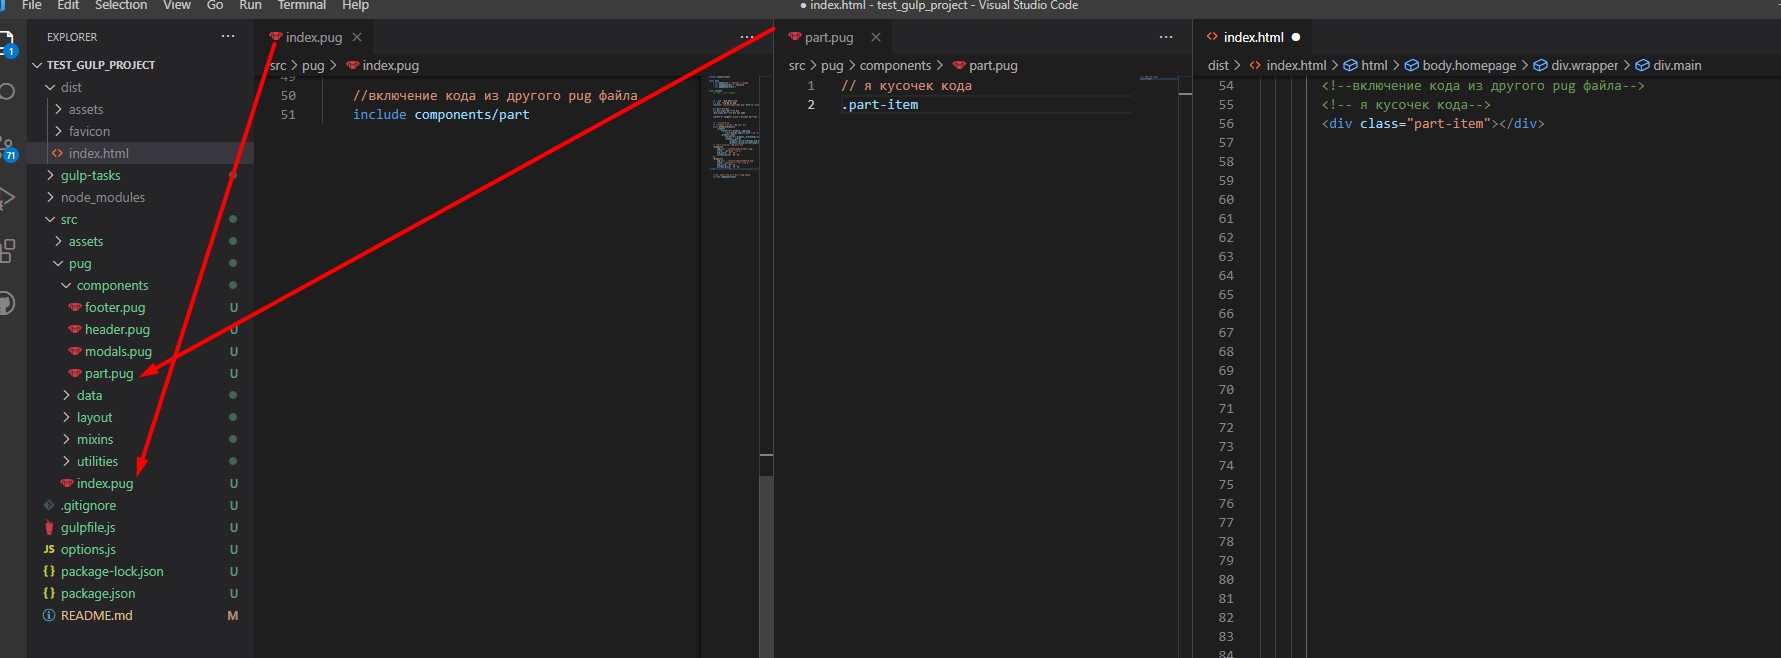 File Edit Selection View Go Run Terminal Help
● index.html - test_gulp_project - Visual Studio Code
1
71
EXPLORER ···
TEST_GULP_PROJECT
dist
assets
favicon
<> index.html
gulp-tasks
node_modules
src
assets
pug
components
footer.pug U
header.pug U
modals.pug U
part.pug U
data
layout
mixins
utilities
index.pug U
.gitignore U
gulpfile.js U
JS options.js U
{} package-lock.json U
{} package.json U
README.md M
index.pug × ···
src > pug > index.pug
49
50 //включение кода из другого pug файла
51 include components/part
part.pug × ···
src > pug > components > part.pug
1 // я кусочек кода
2 .part-item
<> index.html ●
dist > <> index.html > html > body.homepage > div.wrapper > div.main
54 <!--включение кода из другого pug файла-->
55 <!-- я кусочек кода-->
56 <div class="part-item"></div>
57
58
59
60
61
62
63
64
65
66
67
68
69
70
71
72
73
74
75
76
77
78
79
80
81
82
83
84